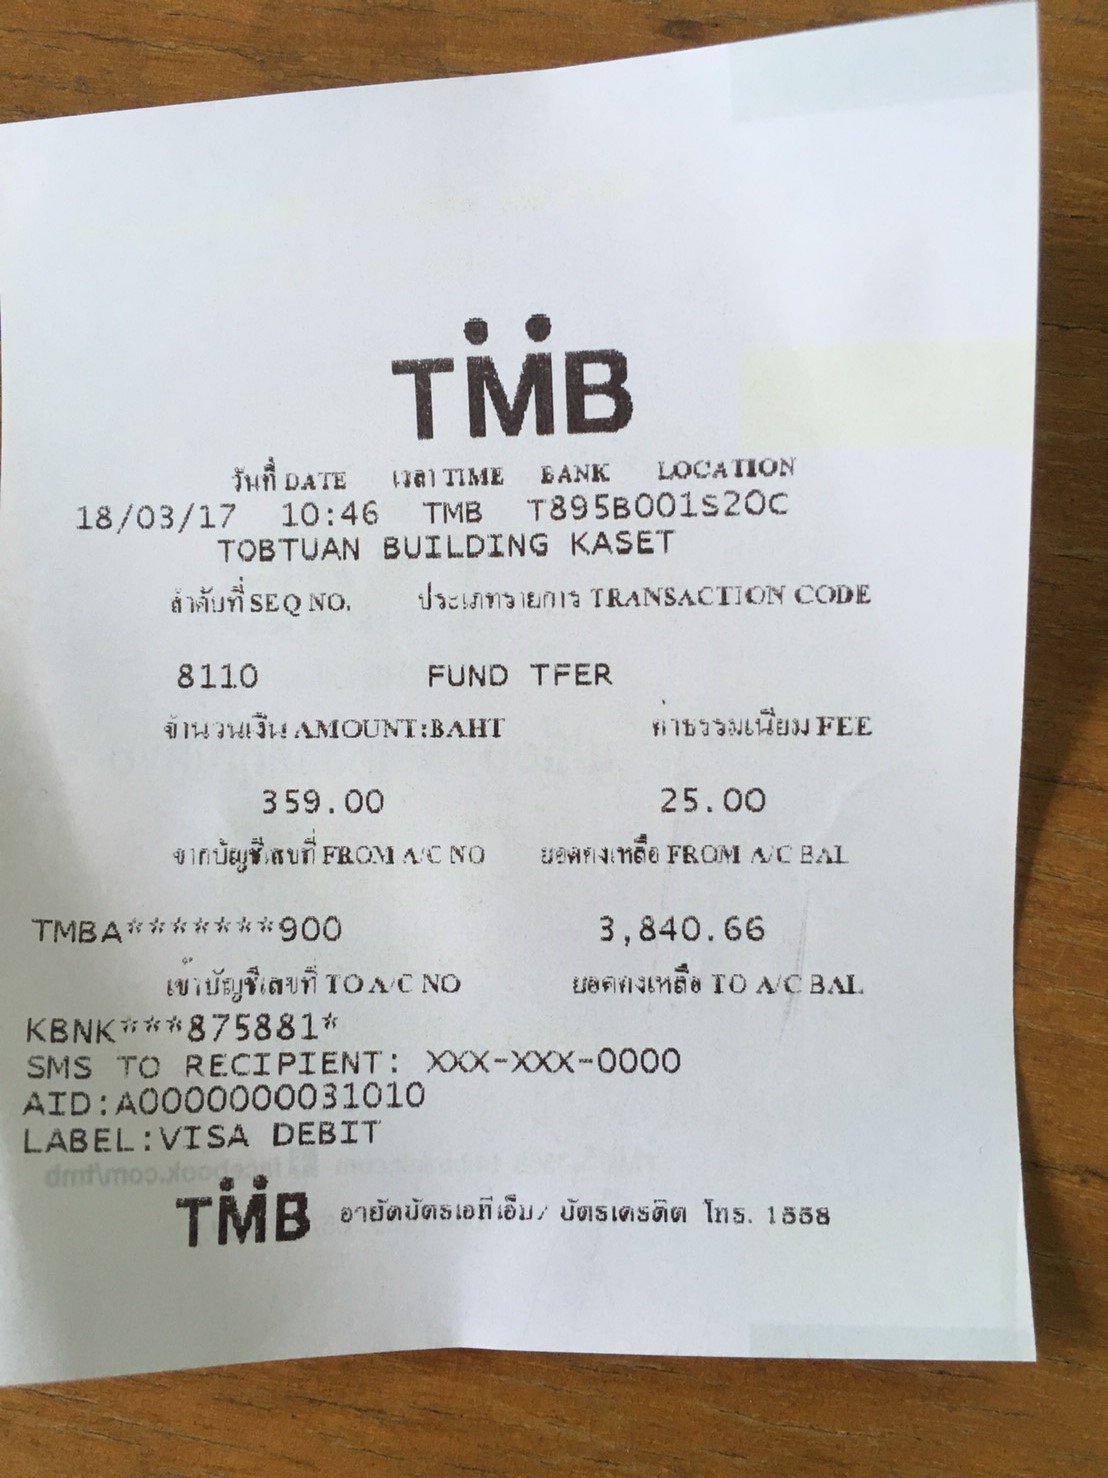 TMB
วันที่ DATE เวลา TIME BANK LOCATION
18/03/17 10:46 TMB T895B001S20C
TOBTUAN BUILDING KASET
ลำดับที่ SEQ NO. ประเภทรายการ TRANSACTION CODE
8110 FUND TFER
จำนวนเงิน AMOUNT:BAHT ค่าธรรมเนียม FEE
359.00 25.00
จากบัญชีเลขที่ FROM A/C NO ยอดคงเหลือ FROM A/C BAL
TMBA*******900 3,840.66
เข้าบัญชีเลขที่ TO A/C NO ยอดคงเหลือ TO A/C BAL
KBNK***875881*
SMS TO RECIPIENT: XXX-XXX-0000
AID:A0000000031010
LABEL:VISA DEBIT
facebook.com/tmb
TMB อายัดบัตรเอทีเอ็ม/ บัตรเครดิต โทร. 1558